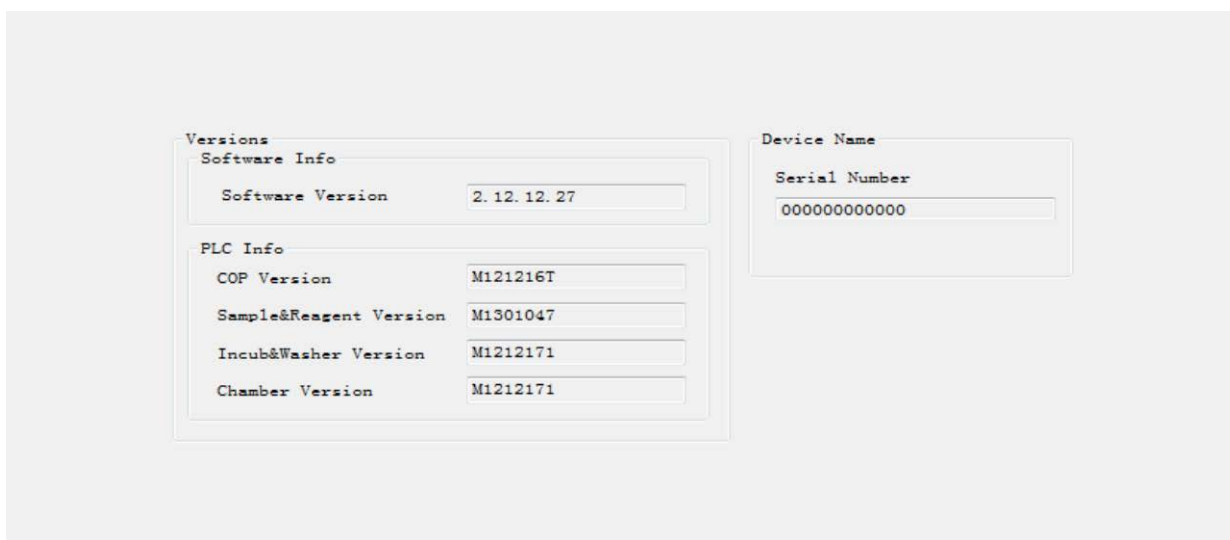 Versions
Software Info
Software Version 2.12.12.27
PLC Info
COP Version M121216T
Sample&Reagent Version M1301047
Incub&Washer Version M1212171
Chamber Version M1212171
Device Name
Serial Number
000000000000